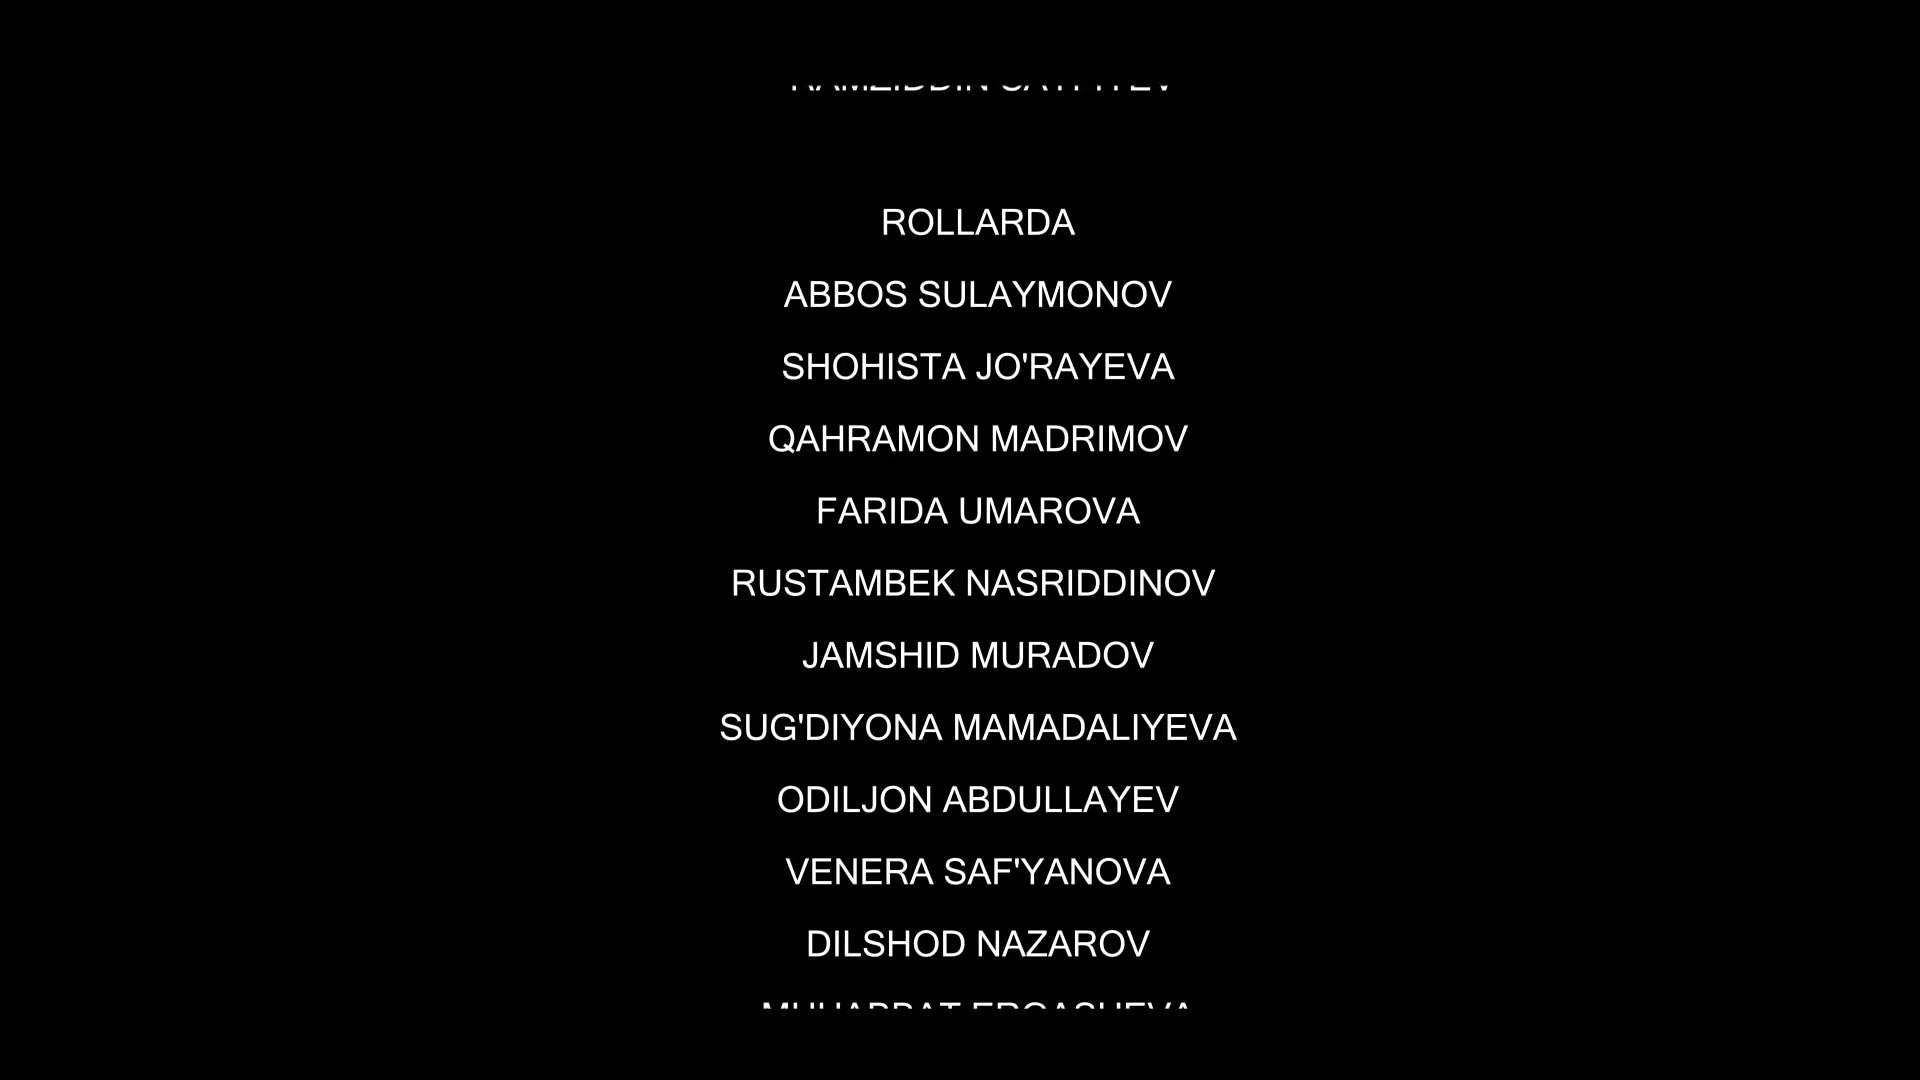 ROLLARDA
ABBOS SULAYMONOV
SHOHISTA JO'RAYEVA
QAHRAMON MADRIMOV
FARIDA UMAROVA
RUSTAMBEK NASRIDDINOV
JAMSHID MURADOV
SUG'DIYONA MAMADALIYEVA
ODILJON ABDULLAYEV
VENERA SAF'YANOVA
DILSHOD NAZAROV